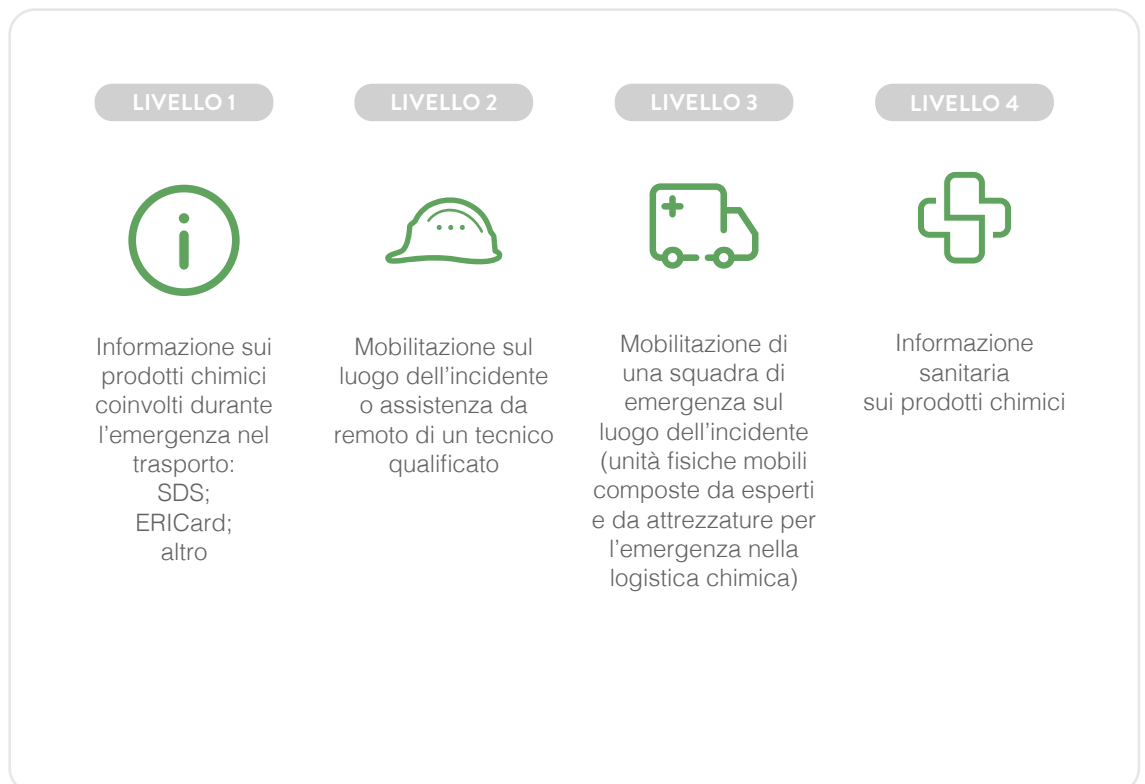 LIVELLO 1
Informazione sui
prodotti chimici
coinvolti durante
l'emergenza nel
trasporto:
SDS;
ERICard;
altro
LIVELLO 2
Mobilitazione sul
luogo dell'incidente
o assistenza da
remoto di un tecnico
qualificato
LIVELLO 3
Mobilitazione di
una squadra di
emergenza sul
luogo dell'incidente
(unità fisiche mobili
composte da esperti
e da attrezzature per
l'emergenza nella
logistica chimica)
LIVELLO 4
Informazione
sanitaria
sui prodotti chimici